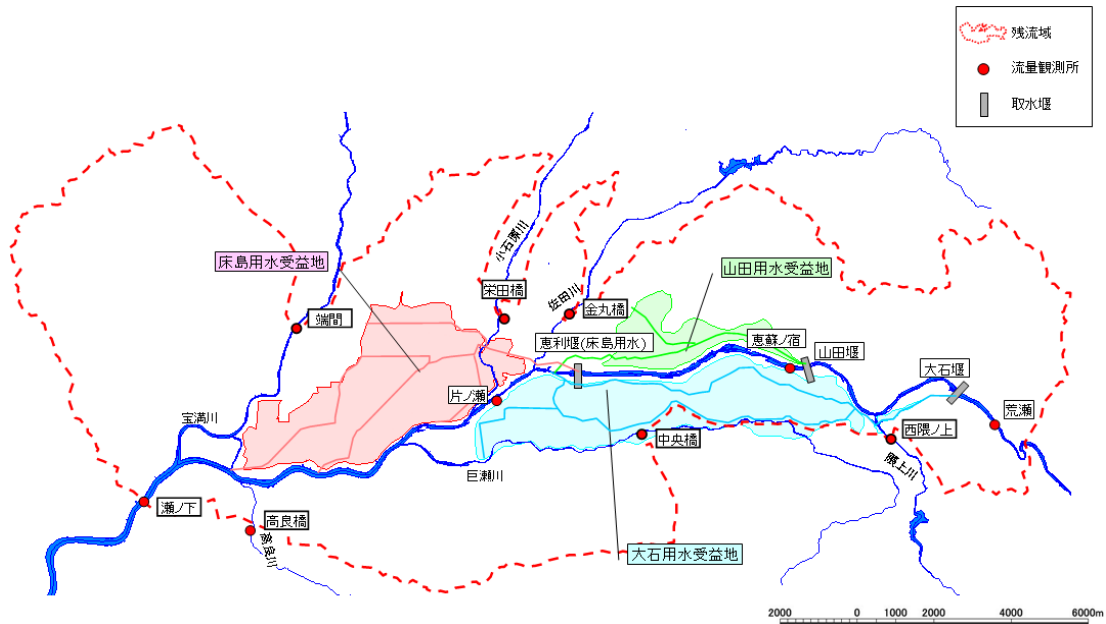 残流域
流量観測所
取水堰
小石原川
床島用水受益地
山田用水受益地
栄田橋
佐田川
金丸橋
端間
恵利堰(床島用水)
恵蘇ノ宿
山田堰
大石堰
片ノ瀬
荒瀬
宝満川
中央橋
西隈ノ上
隈上川
巨瀬川
瀬ノ下
高良橋
高良川
大石用水受益地
2000 0 1000 2000 4000 6000m